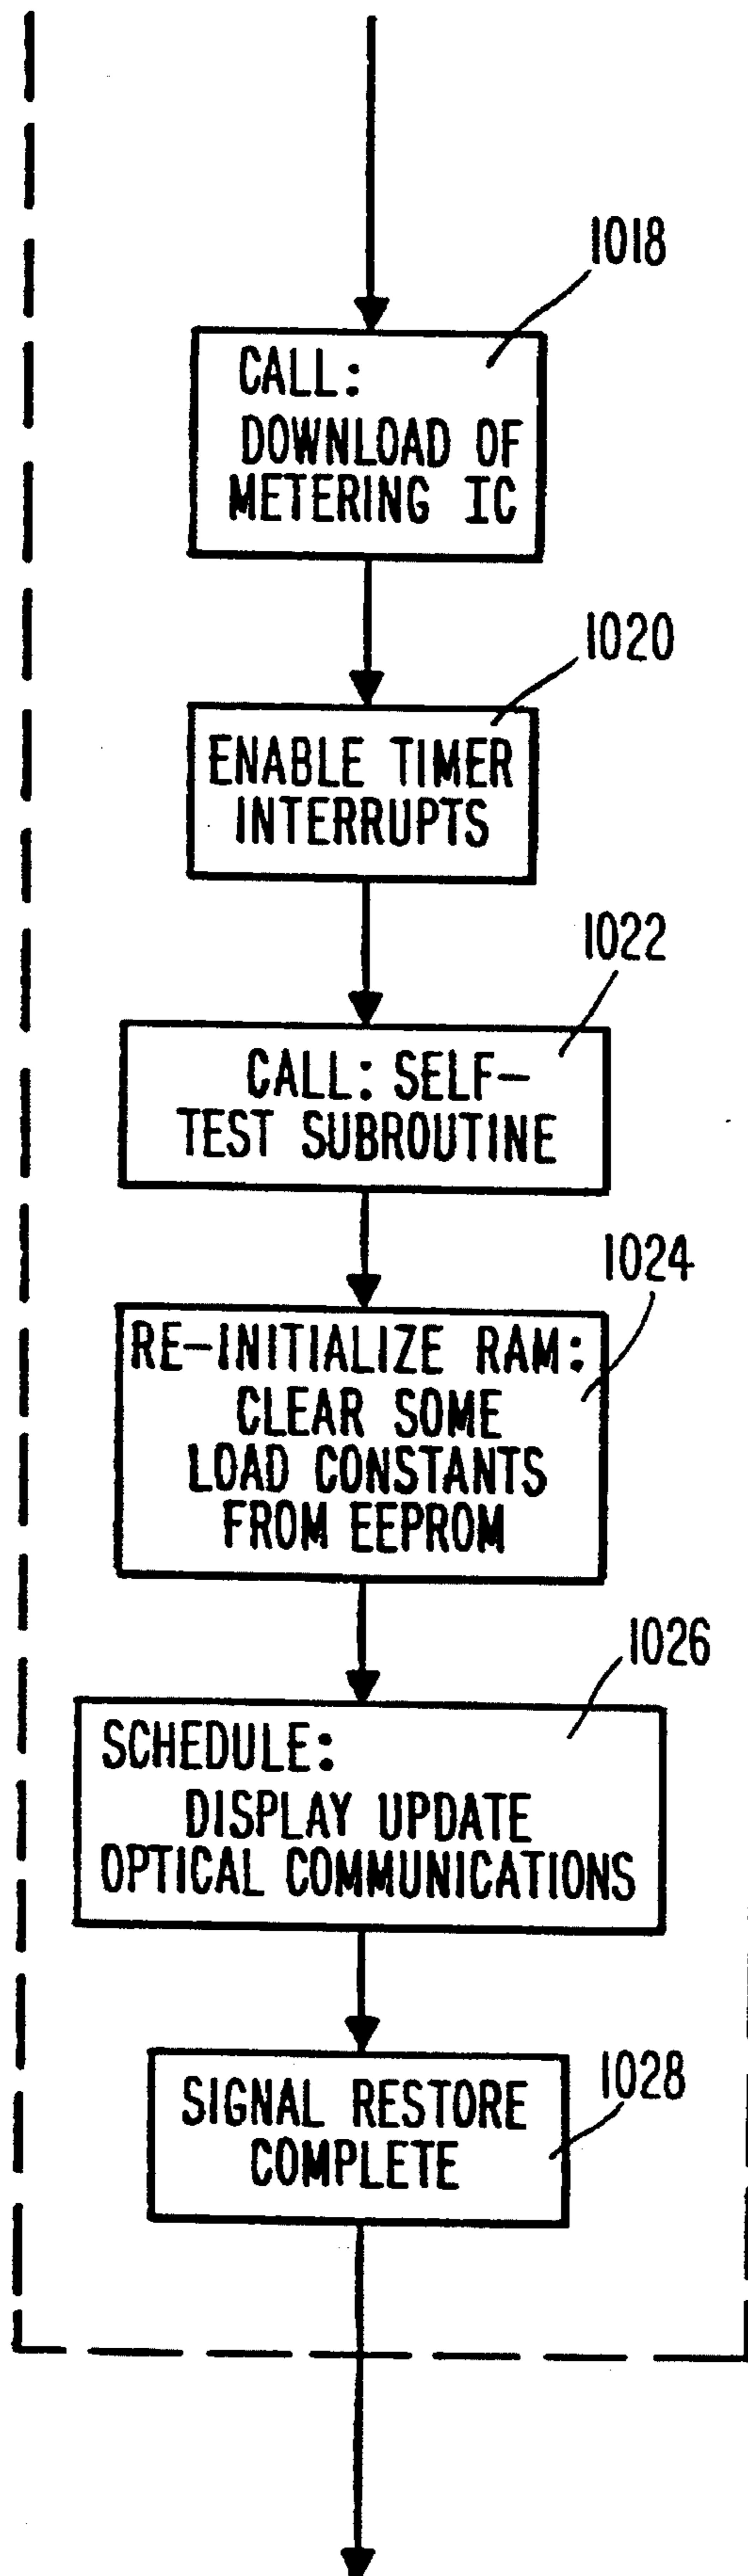 1018
CALL:
DOWNLOAD OF
METERING IC
1020
ENABLE TIMER
INTERRUPTS
1022
CALL: SELF-
TEST SUBROUTINE
1024
RE-INITIALIZE RAM:
CLEAR SOME
LOAD CONSTANTS
FROM EEPROM
1026
SCHEDULE:
DISPLAY UPDATE
OPTICAL COMMUNICATIONS
1028
SIGNAL RESTORE
COMPLETE